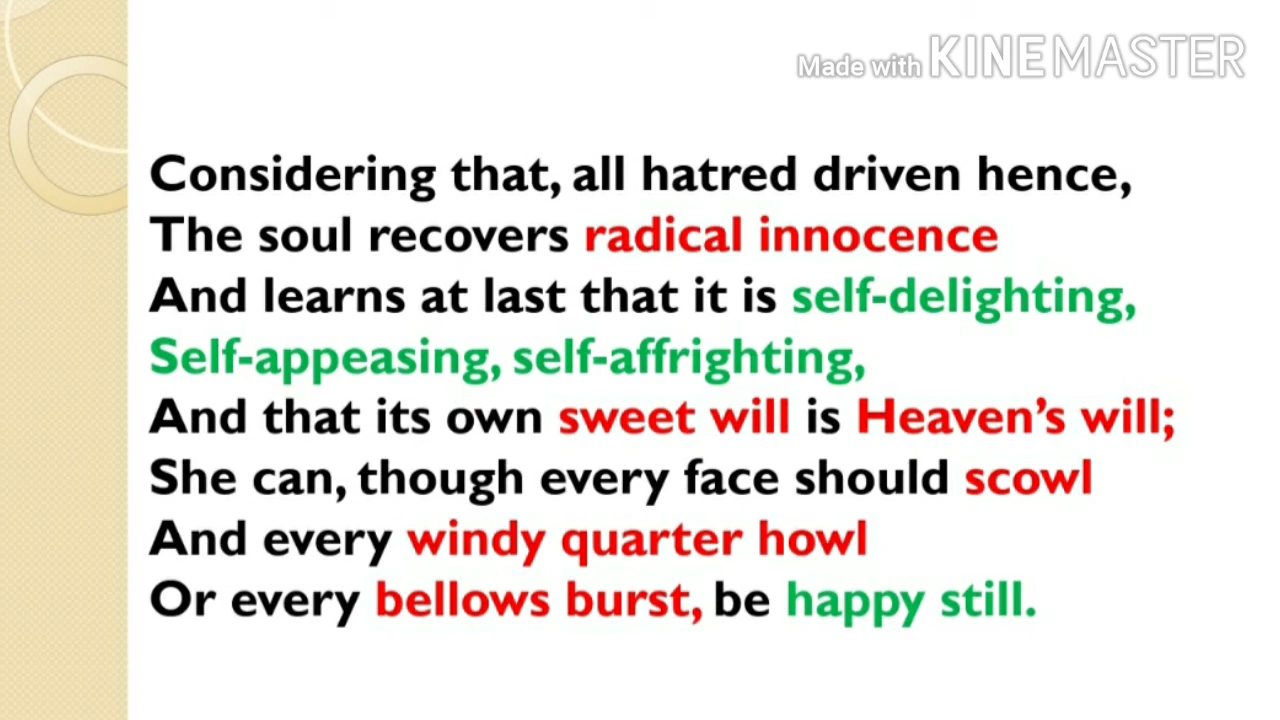 Made with KINEMASTER
Considering that, all hatred driven hence,
The soul recovers radical innocence
And learns at last that it is self-delighting,
Self-appeasing, self-affrighting,
And that its own sweet will is Heaven's will;
She can, though every face should scowl
And every windy quarter howl
Or every bellows burst, be happy still.